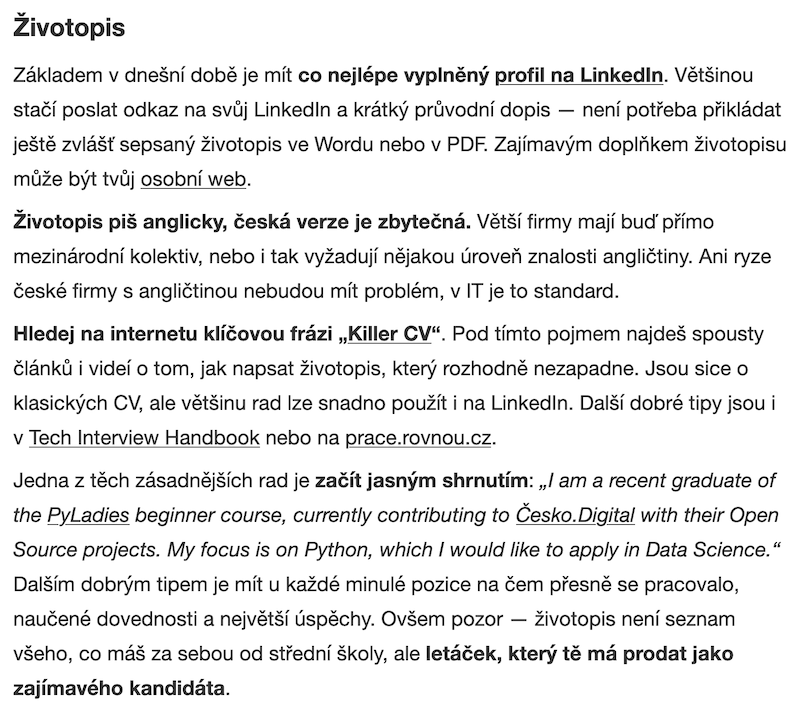 Životopis
Základem v dnešní době je mít co nejlépe vyplněný profil na LinkedIn. Většinou
stačí poslat odkaz na svůj LinkedIn a krátký průvodní dopis — není potřeba přikládat
ještě zvlášť sepsaný životopis ve Wordu nebo v PDF. Zajímavým doplňkem životopisu
může být tvůj osobní web.
Životopis piš anglicky, česká verze je zbytečná. Větší firmy mají buď přímo
mezinárodní kolektiv, nebo i tak vyžadují nějakou úroveň znalosti angličtiny. Ani ryze
české firmy s angličtinou nebudou mít problém, v IT je to standard.
Hledej na internetu klíčovou frázi „Killer CV“. Pod tímto pojmem najdeš spousty
článků i videí o tom, jak napsat životopis, který rozhodně nezapadne. Jsou sice o
klasických CV, ale většinu rad lze snadno použít i na LinkedIn. Další dobré tipy jsou i
v Tech Interview Handbook nebo na prace.rovnou.cz.
Jedna z těch zásadnějších rad je začít jasným shrnutím: „I am a recent graduate of
the PyLadies beginner course, currently contributing to Česko.Digital with their Open
Source projects. My focus is on Python, which I would like to apply in Data Science.“
Dalším dobrým tipem je mít u každé minulé pozice na čem přesně se pracovalo,
naučené dovednosti a největší úspěchy. Ovšem pozor — životopis není seznam
všeho, co máš za sebou od střední školy, ale letáček, který tě má prodat jako
zajímavého kandidáta.